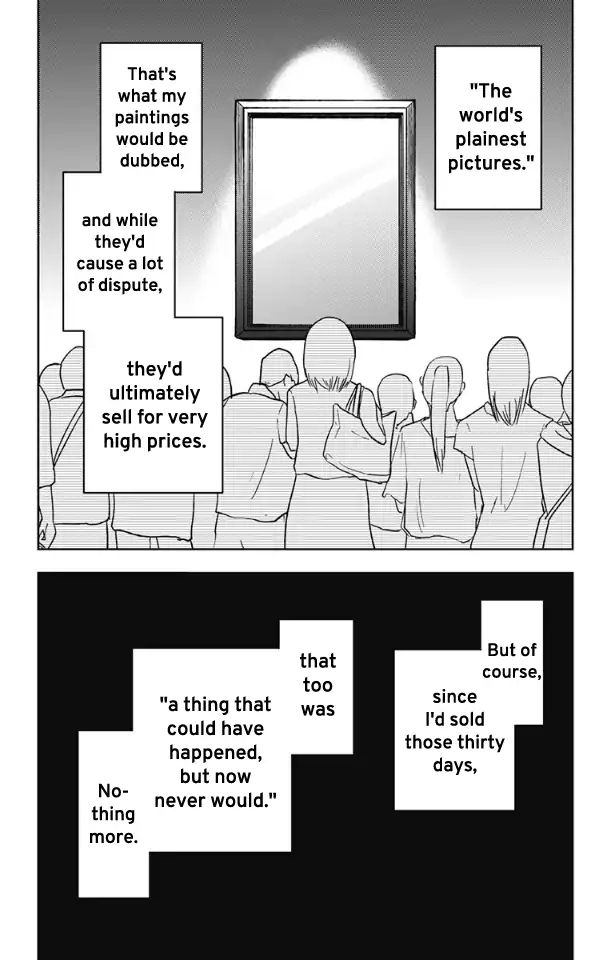 "The
world's
plainest
pictures."
That's
what my
paintings
would be
dubbed,
and while
they'd
cause a lot
of dispute,
they'd
ultimately
sell for very
high prices.
But of
course,
since
I'd sold
those thirty
days,
that
too
was
"a thing that
could have
happened,
but now
never would."
No-
thing
more.